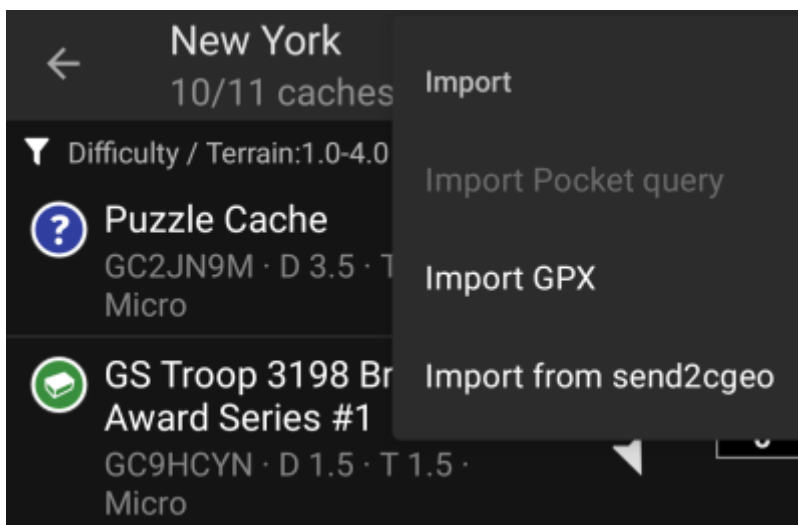 New York
10/11 caches
Difficulty / Terrain:1.0-4.0
? Puzzle Cache
GC2JN9M · D 3.5 · T
Micro
GS Troop 3198 Br
Award Series #1
GC9HCYN · D 1.5 · T 1.5 ·
Micro
Import
Import Pocket query
Import GPX
Import from send2cgeo